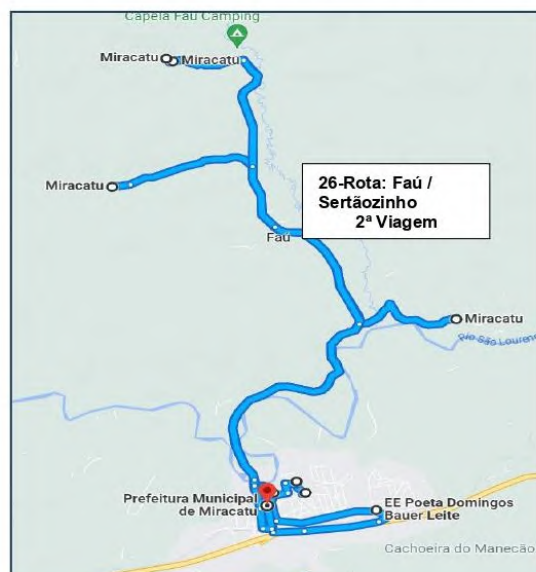 Capela Faú Camping
Miracatu
Miracatu
Miracatu
26-Rota: Faú /
Sertãozinho
2ª Viagem
Faú
Miracatu
Rio São Louren
Prefeitura Municipal
de Miracatu
EE Poeta Domingos
Bauer Leite
Cachoeira do Manecão